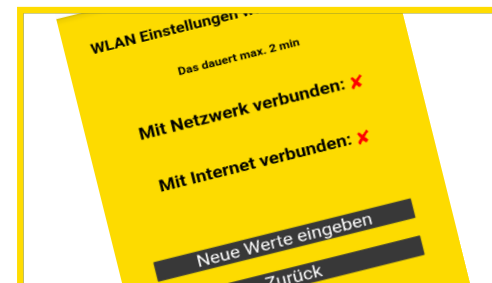 WLAN Einstellungen
Das dauert max. 2 min
Mit Netzwerk verbunden: ✘
Mit Internet verbunden: ✘
Neue Werte eingeben
Zurück